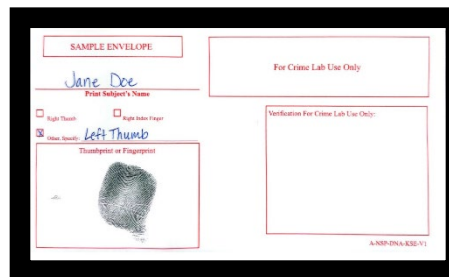 SAMPLE ENVELOPE
Jane Doe
Print Subject's Name
Right Thumb
Right Index Finger
Other, Specify: Left Thumb
Thumbprint or Fingerprint
For Crime Lab Use Only
Verification For Crime Lab Use Only:
A-NSP-DNA-KSE-V1